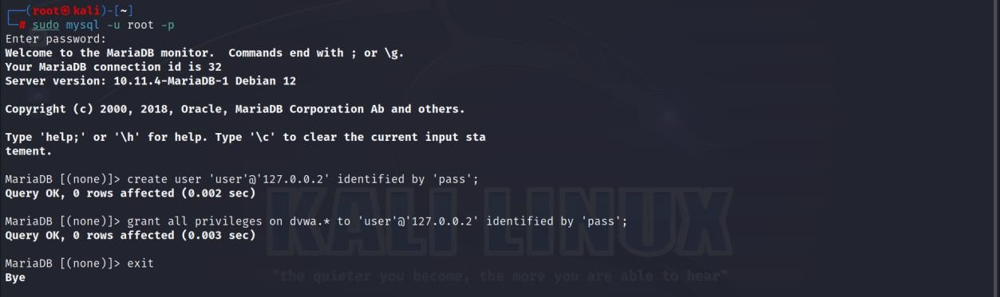 ┌──(root㉿kali)-[~]
└─# sudo mysql -u root -p
Enter password:
Welcome to the MariaDB monitor.  Commands end with ; or \g.
Your MariaDB connection id is 32
Server version: 10.11.4-MariaDB-1 Debian 12
Copyright (c) 2000, 2018, Oracle, MariaDB Corporation Ab and others.
Type 'help;' or '\h' for help. Type '\c' to clear the current input sta
tement.
MariaDB [(none)]> create user 'user'@'127.0.0.2' identified by 'pass';
Query OK, 0 rows affected (0.002 sec)
MariaDB [(none)]> grant all privileges on dvwa.* to 'user'@'127.0.0.2' identified by 'pass';
Query OK, 0 rows affected (0.003 sec)
KALI LINUX
MariaDB [(none)]> exit
Bye
"the quieter you become, the more you are able to hear"